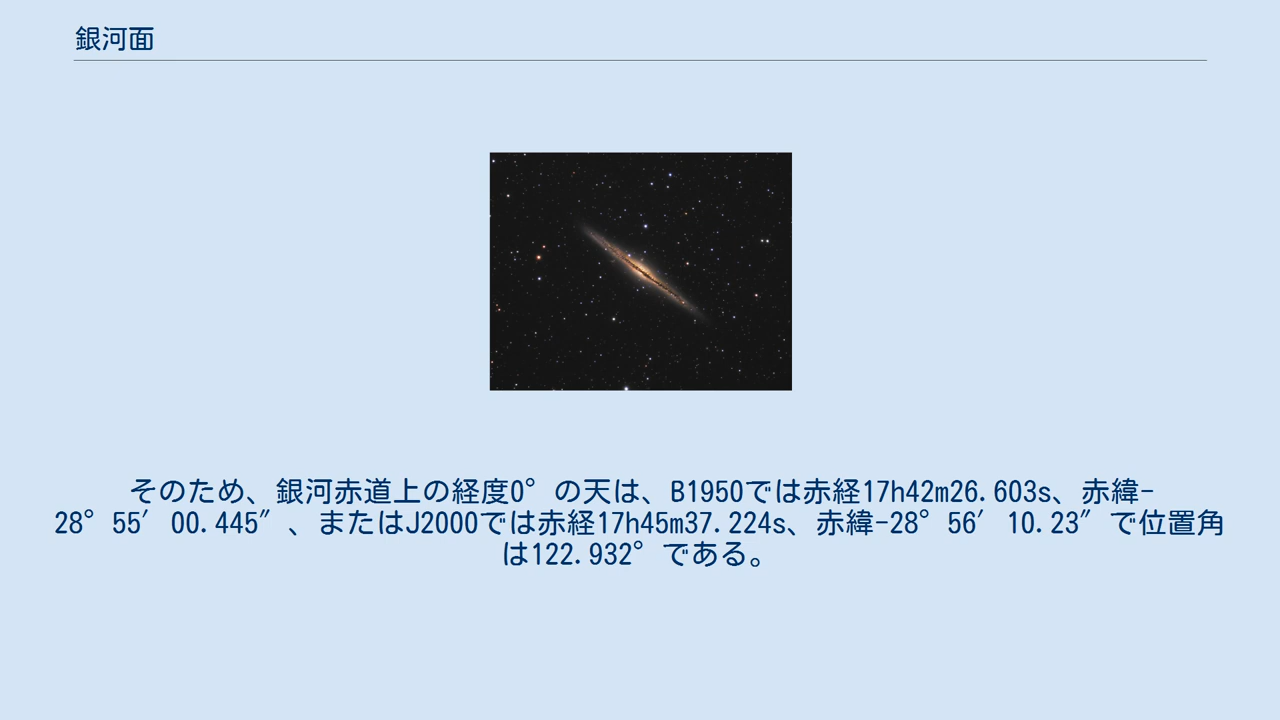 銀河面
そのため、銀河赤道上の経度0°の天は、B1950では赤経17h42m26.603s、赤緯-
28°55′00.445″、またはJ2000では赤経17h45m37.224s、赤緯-28°56′10.23″で位置角
は122.932°である。